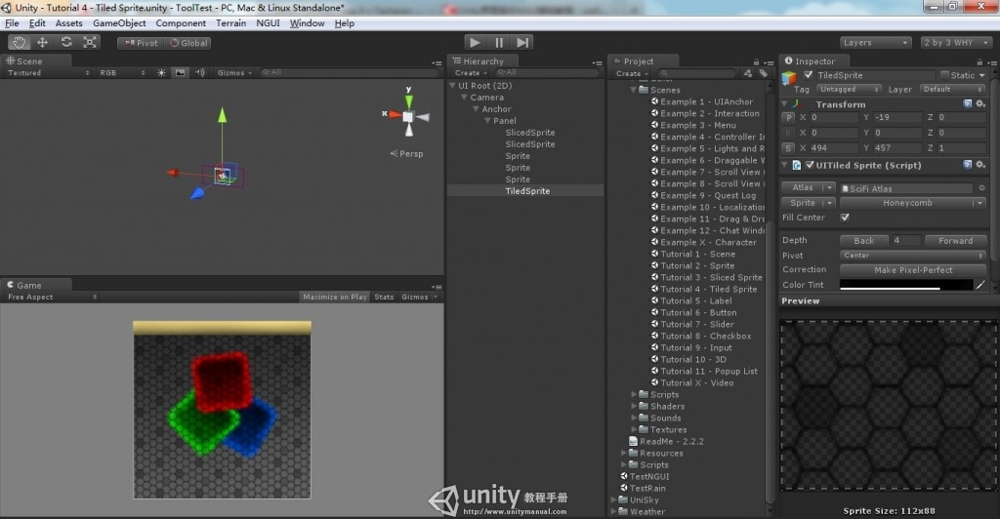 Unity - Tutorial 4 - Tiled Sprite.unity - ToolTest - PC, Mac & Linux Standalone*
File Edit Assets GameObject Component Terrain NGUI Window Help
Pivot Global Layers 2 by 3 WHY
Scene
Textured RGB Gizmos All
y
x
Persp
Game
Free Aspect Maximize on Play Stats Gizmos
Hierarchy
Create All
UI Root (2D)
Camera
Anchor
Panel
SlicedSprite
SlicedSprite
Sprite
Sprite
Sprite
TiledSprite
Project
Create
Scenes
Example 1 - UIAnchor
Example 2 - Interaction
Example 3 - Menu
Example 4 - Controller In
Example 5 - Lights and R
Example 6 - Draggable W
Example 7 - Scroll View (
Example 8 - Scroll View (
Example 9 - Quest Log
Example 10 - Localization
Example 11 - Drag & Dro
Example 12 - Chat Windo
Example X - Character
Tutorial 1 - Scene
Tutorial 2 - Sprite
Tutorial 3 - Sliced Sprite
Tutorial 4 - Tiled Sprite
Tutorial 5 - Label
Tutorial 6 - Button
Tutorial 7 - Slider
Tutorial 8 - Checkbox
Tutorial 9 - Input
Tutorial 10 - 3D
Tutorial 11 - Popup List
Tutorial X - Video
Scripts
Shaders
Sounds
Textures
ReadMe - 2.2.2
Resources
Scripts
TestNGUI
TestRain
UniSky
Weather
Inspector
TiledSprite Static
Tag Untagged Layer Default
Transform
P X 0 Y -19 Z 0
X 0 Y 0 Z 0
S X 494 Y 457 Z 1
UITiled Sprite (Script)
Atlas SciFi Atlas
Sprite Honeycomb
Fill Center
Depth Back 4 Forward
Pivot Center
Correction Make Pixel-Perfect
Color Tint
Preview
Sprite Size: 112x88
unity 教程手册
http://www.unitymanual.com